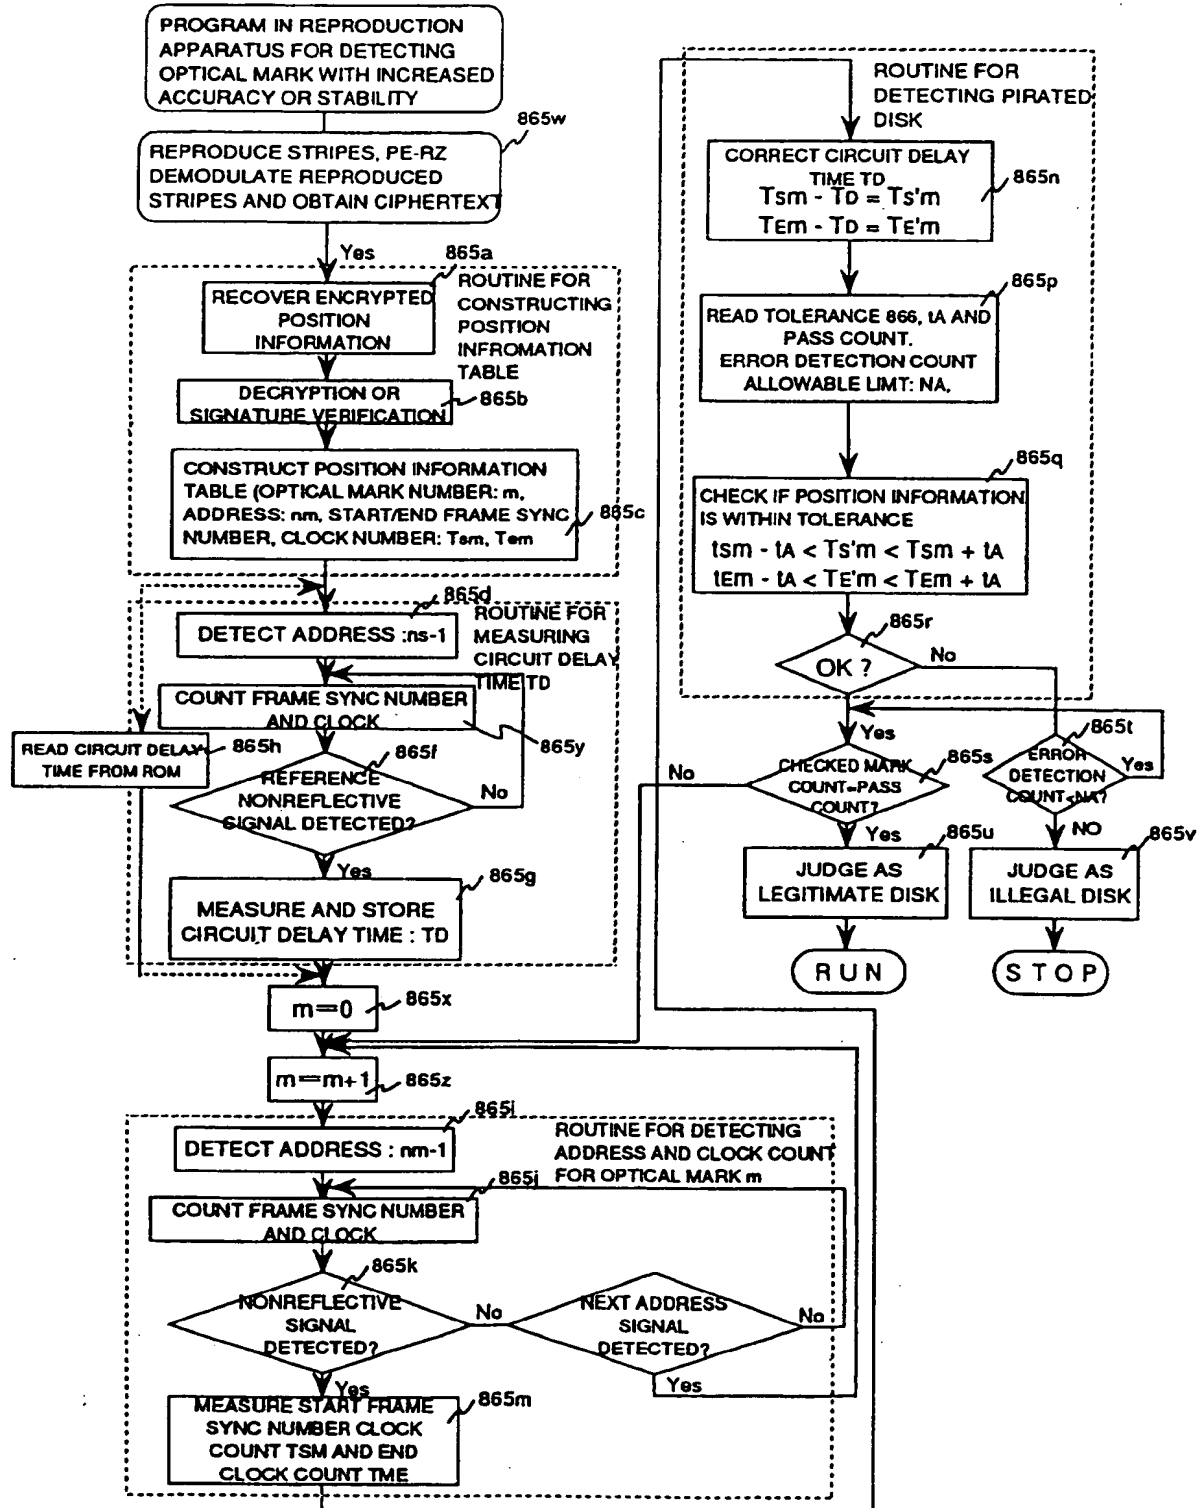 PROGRAM IN REPRODUCTION
APPARATUS FOR DETECTING
OPTICAL MARK WITH INCREASED
ACCURACY OR STABILITY
865w
REPRODUCE STRIPES, PE-RZ
DEMODULATE REPRODUCED
STRIPES AND OBTAIN CIPHERTEXT
Yes
865a
ROUTINE FOR
CONSTRUCTING
POSITION
INFROMATION
TABLE
RECOVER ENCRYPTED
POSITION
INFORMATION
DECRYPTION OR
SIGNATURE VERIFICATION
865b
CONSTRUCT POSITION INFORMATION
TABLE (OPTICAL MARK NUMBER: m,
ADDRESS: nm, START/END FRAME SYNC
NUMBER, CLOCK NUMBER: Tsm, Tem
865c
865d
ROUTINE FOR
MEASURING
CIRCUIT DELAY
TIME TD
DETECT ADDRESS :ns-1
COUNT FRAME SYNC NUMBER
AND CLOCK
865y
READ CIRCUIT DELAY
TIME FROM ROM
865h
865f
REFERENCE
NONREFLECTIVE
SIGNAL DETECTED?
No
Yes
865g
MEASURE AND STORE
CIRCUIT DELAY TIME : TD
m=0
865x
m=m+1
865z
865i
DETECT ADDRESS : nm-1
ROUTINE FOR DETECTING
ADDRESS AND CLOCK COUNT
FOR OPTICAL MARK m
865j
COUNT FRAME SYNC NUMBER
AND CLOCK
865k
NONREFLECTIVE
SIGNAL
DETECTED?
No
NEXT ADDRESS
SIGNAL
DETECTED?
No
Yes
Yes
865m
MEASURE START FRAME
SYNC NUMBER CLOCK
COUNT TSM AND END
CLOCK COUNT TME
ROUTINE FOR
DETECTING PIRATED
DISK
CORRECT CIRCUIT DELAY
TIME TD
Tsm - TD = Ts'm
TEm - TD = TE'm
865n
865p
READ TOLERANCE 866, tA AND
PASS COUNT.
ERROR DETECTION COUNT
ALLOWABLE LIMT: NA,
865q
CHECK IF POSITION INFORMATION
IS WITHIN TOLERANCE
tsm - tA < Ts'm < Tsm + tA
tEm - tA < TE'm < TEm + tA
865r
OK ?
No
Yes
865s
CHECKED MARK
COUNT=PASS
COUNT?
No
Yes
865t
ERROR
DETECTION
COUNT<NA?
Yes
NO
865u
JUDGE AS
LEGITIMATE DISK
865v
JUDGE AS
ILLEGAL DISK
RUN
STOP